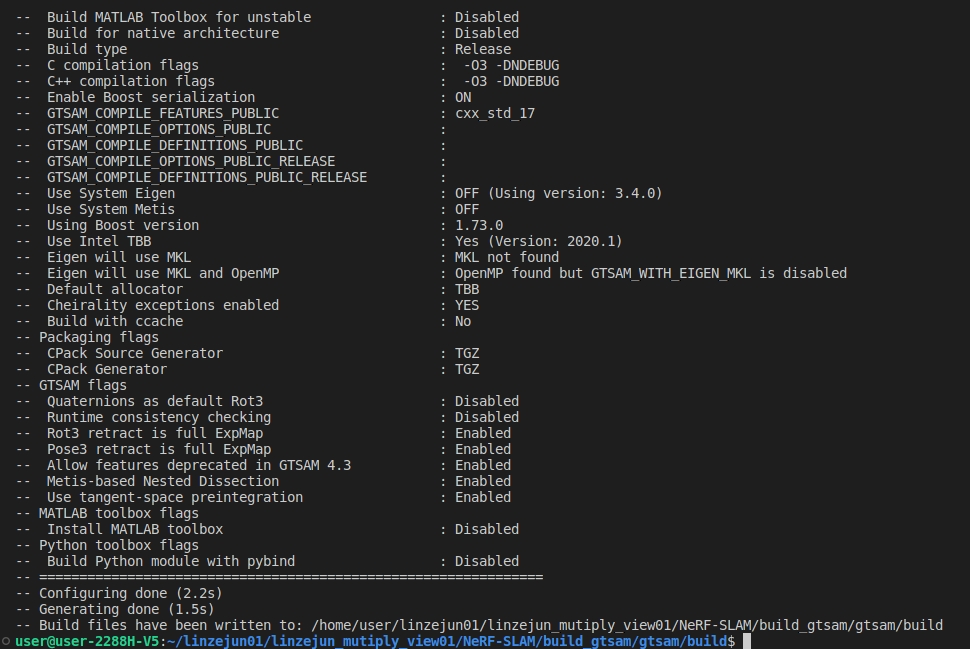 --  Build MATLAB Toolbox for unstable                : Disabled
--  Build for native architecture                    : Disabled
--  Build type                                       : Release
--  C compilation flags                              :  -O3 -DNDEBUG
--  C++ compilation flags                            :  -O3 -DNDEBUG
--  Enable Boost serialization                       : ON
--  GTSAM_COMPILE_FEATURES_PUBLIC                    : cxx_std_17
--  GTSAM_COMPILE_OPTIONS_PUBLIC                     :
--  GTSAM_COMPILE_DEFINITIONS_PUBLIC                 :
--  GTSAM_COMPILE_OPTIONS_PUBLIC_RELEASE             :
--  GTSAM_COMPILE_DEFINITIONS_PUBLIC_RELEASE         :
--  Use System Eigen                                 : OFF (Using version: 3.4.0)
--  Use System Metis                                 : OFF
--  Using Boost version                              : 1.73.0
--  Use Intel TBB                                    : Yes (Version: 2020.1)
--  Eigen will use MKL                               : MKL not found
--  Eigen will use MKL and OpenMP                    : OpenMP found but GTSAM_WITH_EIGEN_MKL is disabled
--  Default allocator                                : TBB
--  Cheirality exceptions enabled                    : YES
--  Build with ccache                                : No
-- Packaging flags
--  CPack Source Generator                           : TGZ
--  CPack Generator                                  : TGZ
-- GTSAM flags
--  Quaternions as default Rot3                      : Disabled
--  Runtime consistency checking                     : Disabled
--  Rot3 retract is full ExpMap                      : Enabled
--  Pose3 retract is full ExpMap                     : Enabled
--  Allow features deprecated in GTSAM 4.3           : Enabled
--  Metis-based Nested Dissection                    : Enabled
--  Use tangent-space preintegration                 : Enabled
-- MATLAB toolbox flags
--  Install MATLAB toolbox                           : Disabled
-- Python toolbox flags
--  Build Python module with pybind                  : Disabled
-- ===============================================================
-- Configuring done (2.2s)
-- Generating done (1.5s)
-- Build files have been written to: /home/user/linzejun01/linzejun_mutiply_view01/NeRF-SLAM/build_gtsam/gtsam/build
user@user-2288H-V5:~/linzejun01/linzejun_mutiply_view01/NeRF-SLAM/build_gtsam/gtsam/build$